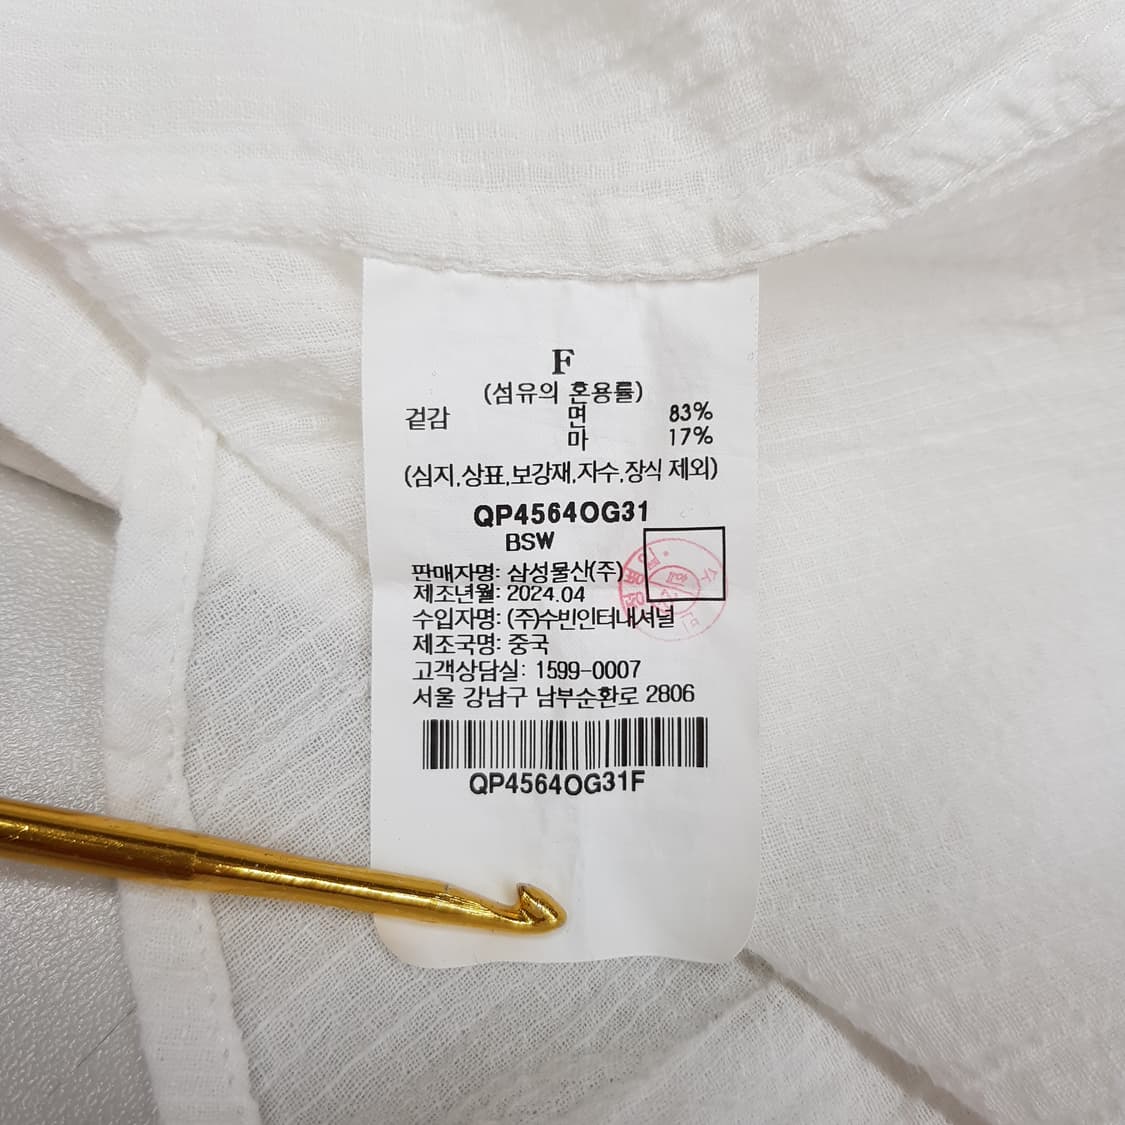 F
(섬유의 혼용률)
겉감 면 83%
마 17%
(심지,상표,보강재,자수,장식 제외)
QP4564OG31
BSW
판매자명: 삼성물산(주)
제조년월: 2024.04
수입자명: (주)수빈인터내셔널
제조국명: 중국
고객상담실: 1599-0007
서울 강남구 남부순환로 2806
QP4564OG31F